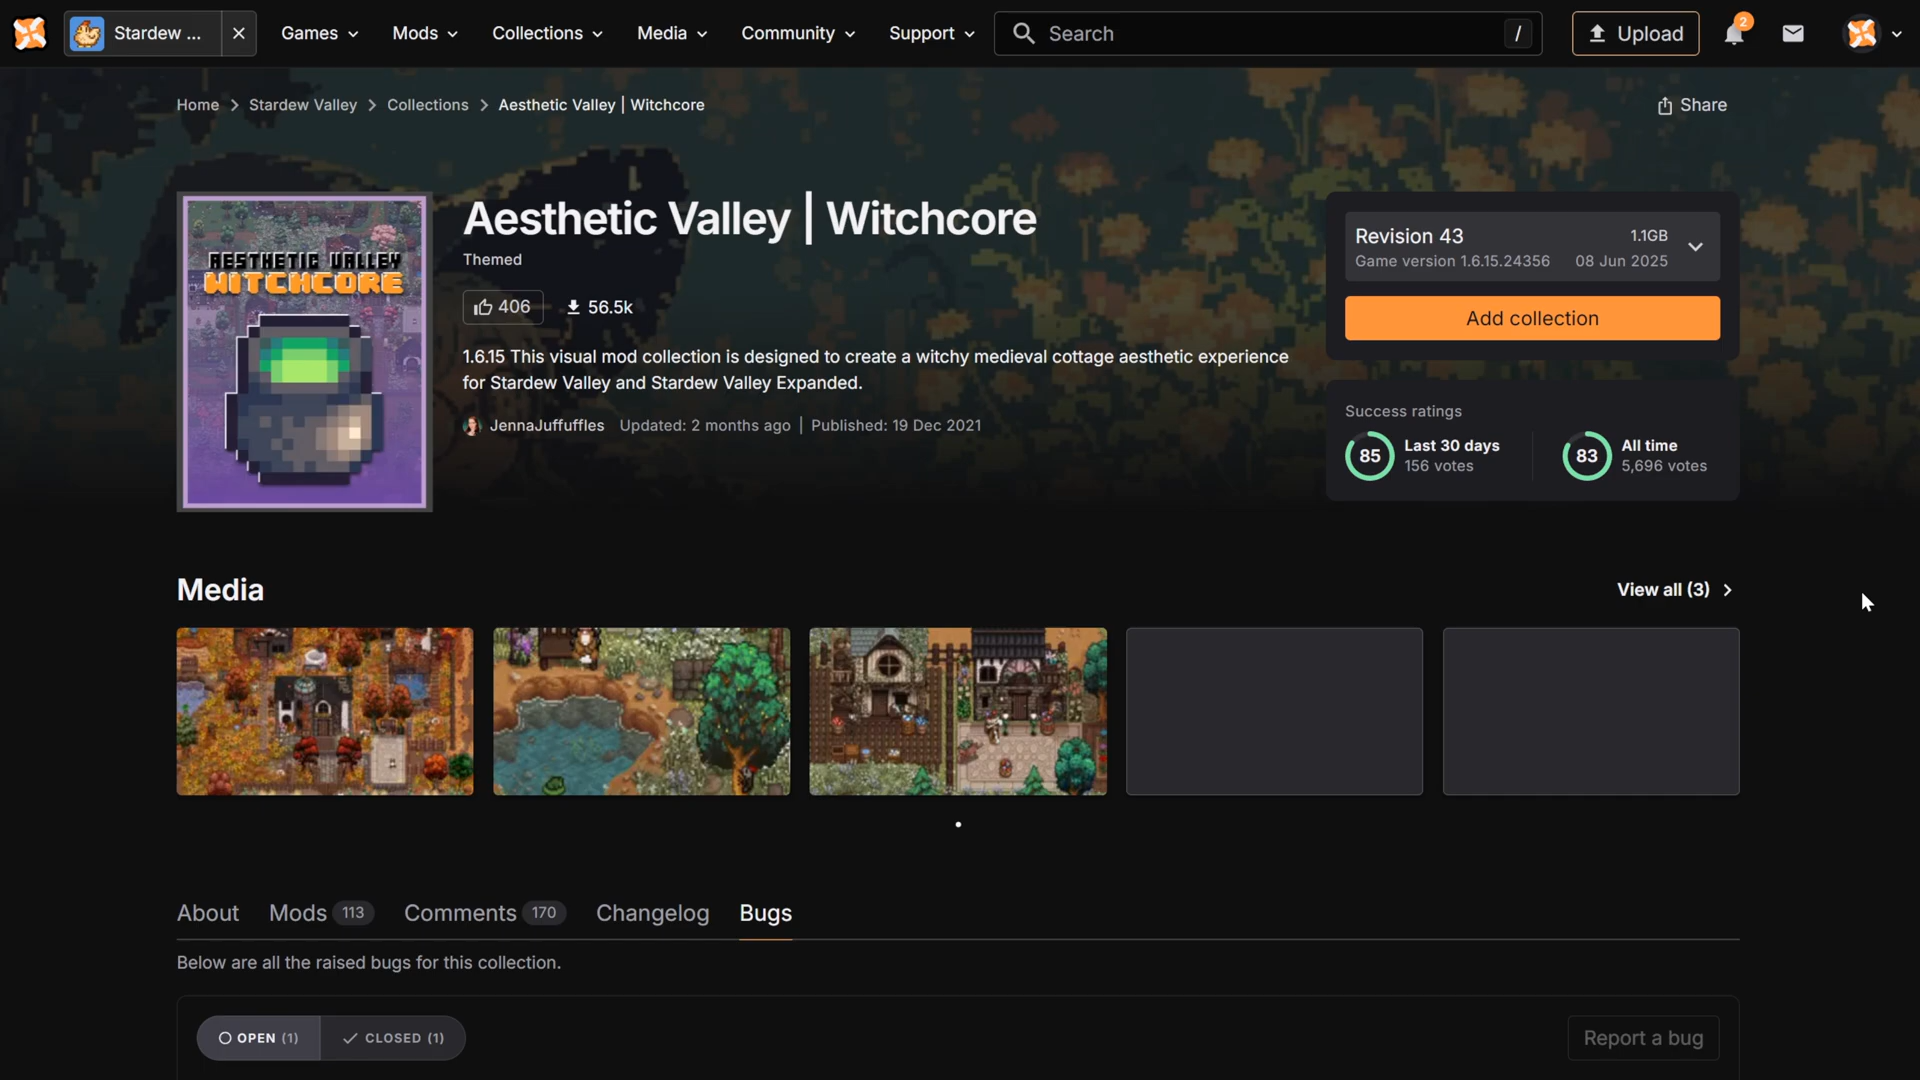 Stardew ...
Games
Mods
Collections
Media
Community
Support
Search
/
Upload
2
Home > Stardew Valley > Collections > Aesthetic Valley | Witchcore
Share
AESTHETIC VALLEY
WITCHCORE
Aesthetic Valley | Witchcore
Themed
406
56.5k
1.6.15 This visual mod collection is designed to create a witchy medieval cottage aesthetic experience
for Stardew Valley and Stardew Valley Expanded.
JennaJuffuffles Updated: 2 months ago | Published: 19 Dec 2021
Revision 43
1.1GB
Game version 1.6.15.24356
08 Jun 2025
Add collection
Success ratings
85
Last 30 days
156 votes
83
All time
5,696 votes
Media
View all (3)
About
Mods 113
Comments 170
Changelog
Bugs
Below are all the raised bugs for this collection.
OPEN (1)
CLOSED (1)
Report a bug